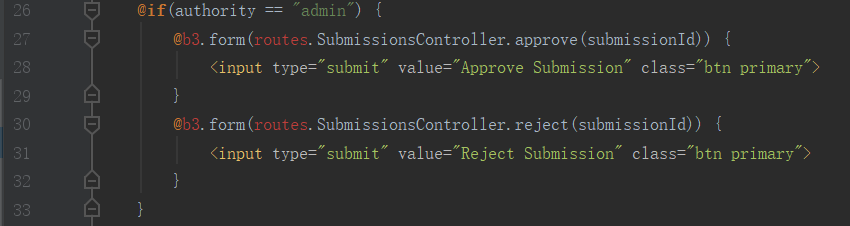 26 @if(authority == "admin") {
27 @b3.form(routes.SubmissionsController.approve(submissionId)) {
28 <input type="submit" value="Approve Submission" class="btn primary">
29 }
30 @b3.form(routes.SubmissionsController.reject(submissionId)) {
31 <input type="submit" value="Reject Submission" class="btn primary">
32 }
33 }